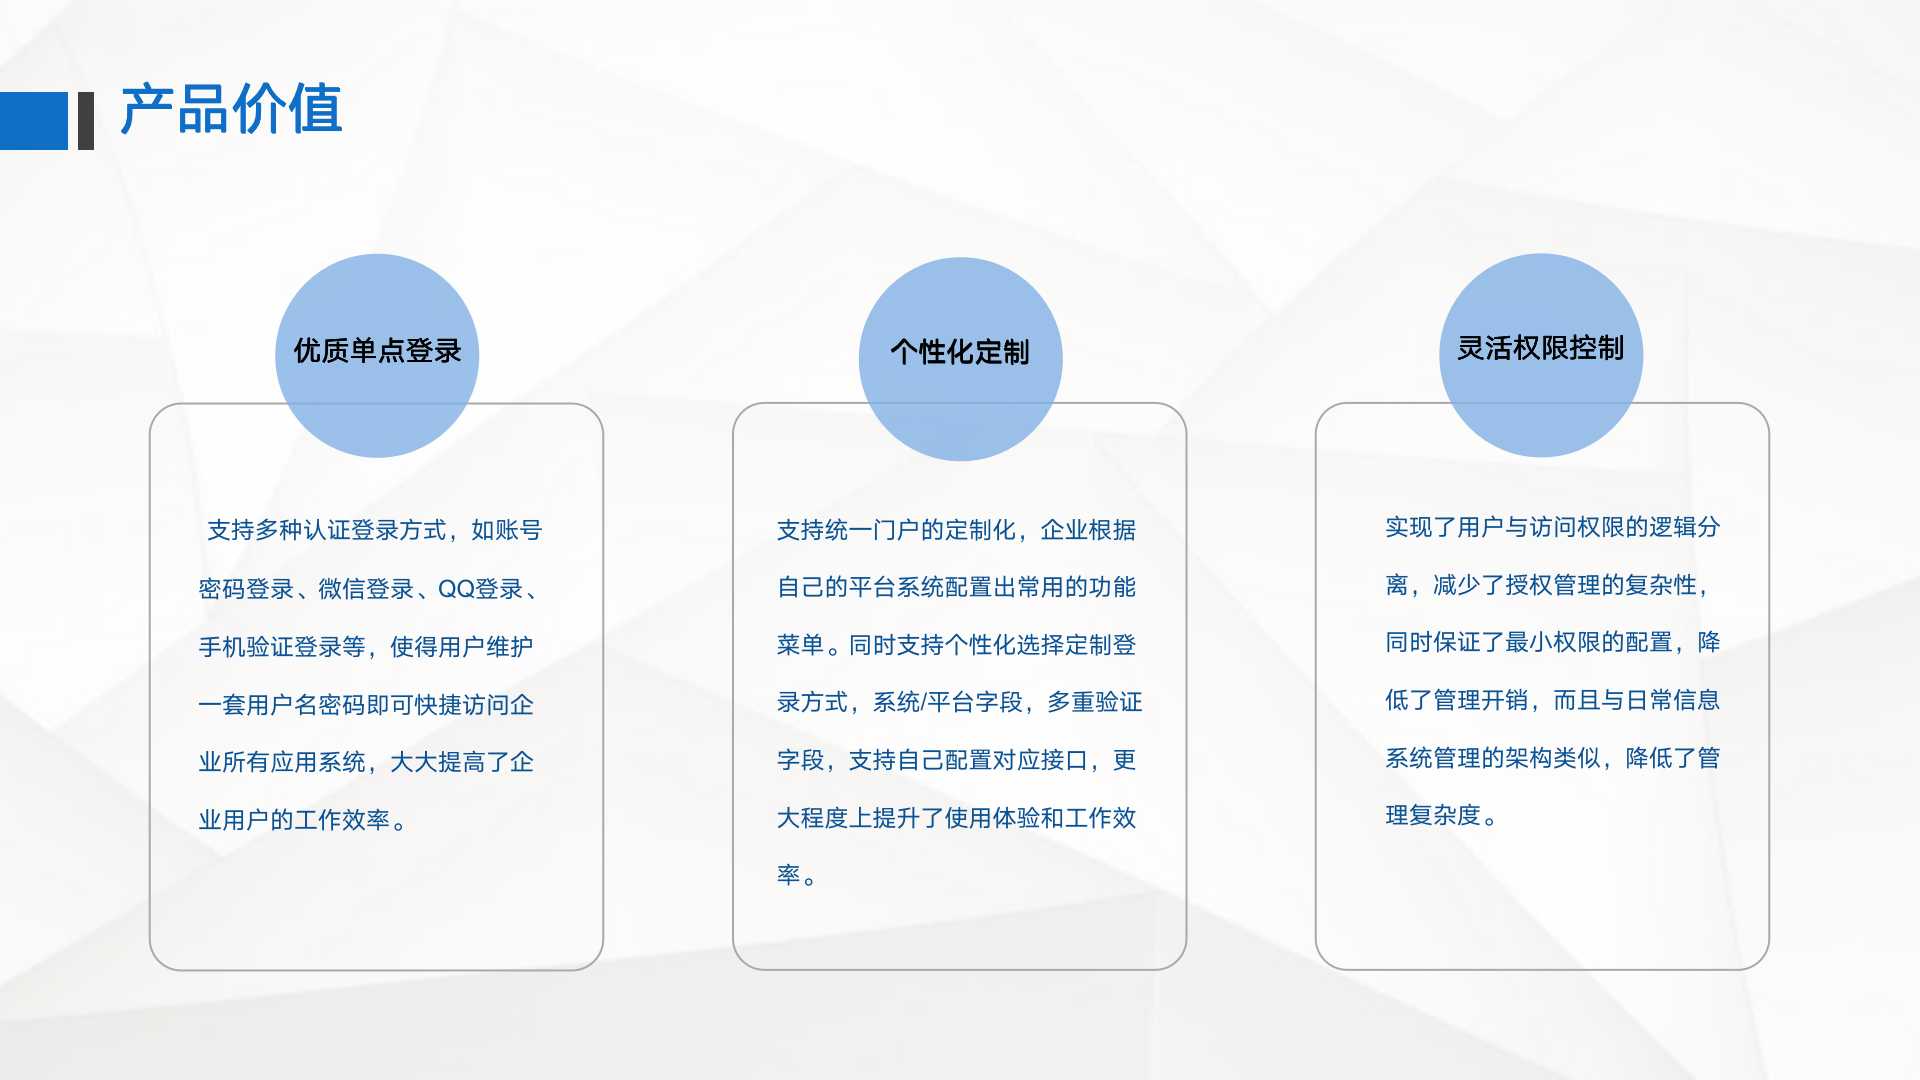 产品价值
优质单点登录
支持多种认证登录方式，如账号
密码登录、微信登录、QQ登录、
手机验证登录等，使得用户维护
一套用户名密码即可快捷访问企
业所有应用系统，大大提高了企
业用户的工作效率。
个性化定制
支持统一门户的定制化，企业根据
自己的平台系统配置出常用的功能
菜单。同时支持个性化选择定制登
录方式，系统/平台字段，多重验证
字段，支持自己配置对应接口，更
大程度上提升了使用体验和工作效
率。
灵活权限控制
实现了用户与访问权限的逻辑分
离，减少了授权管理的复杂性，
同时保证了最小权限的配置，降
低了管理开销，而且与日常信息
系统管理的架构类似，降低了管
理复杂度。